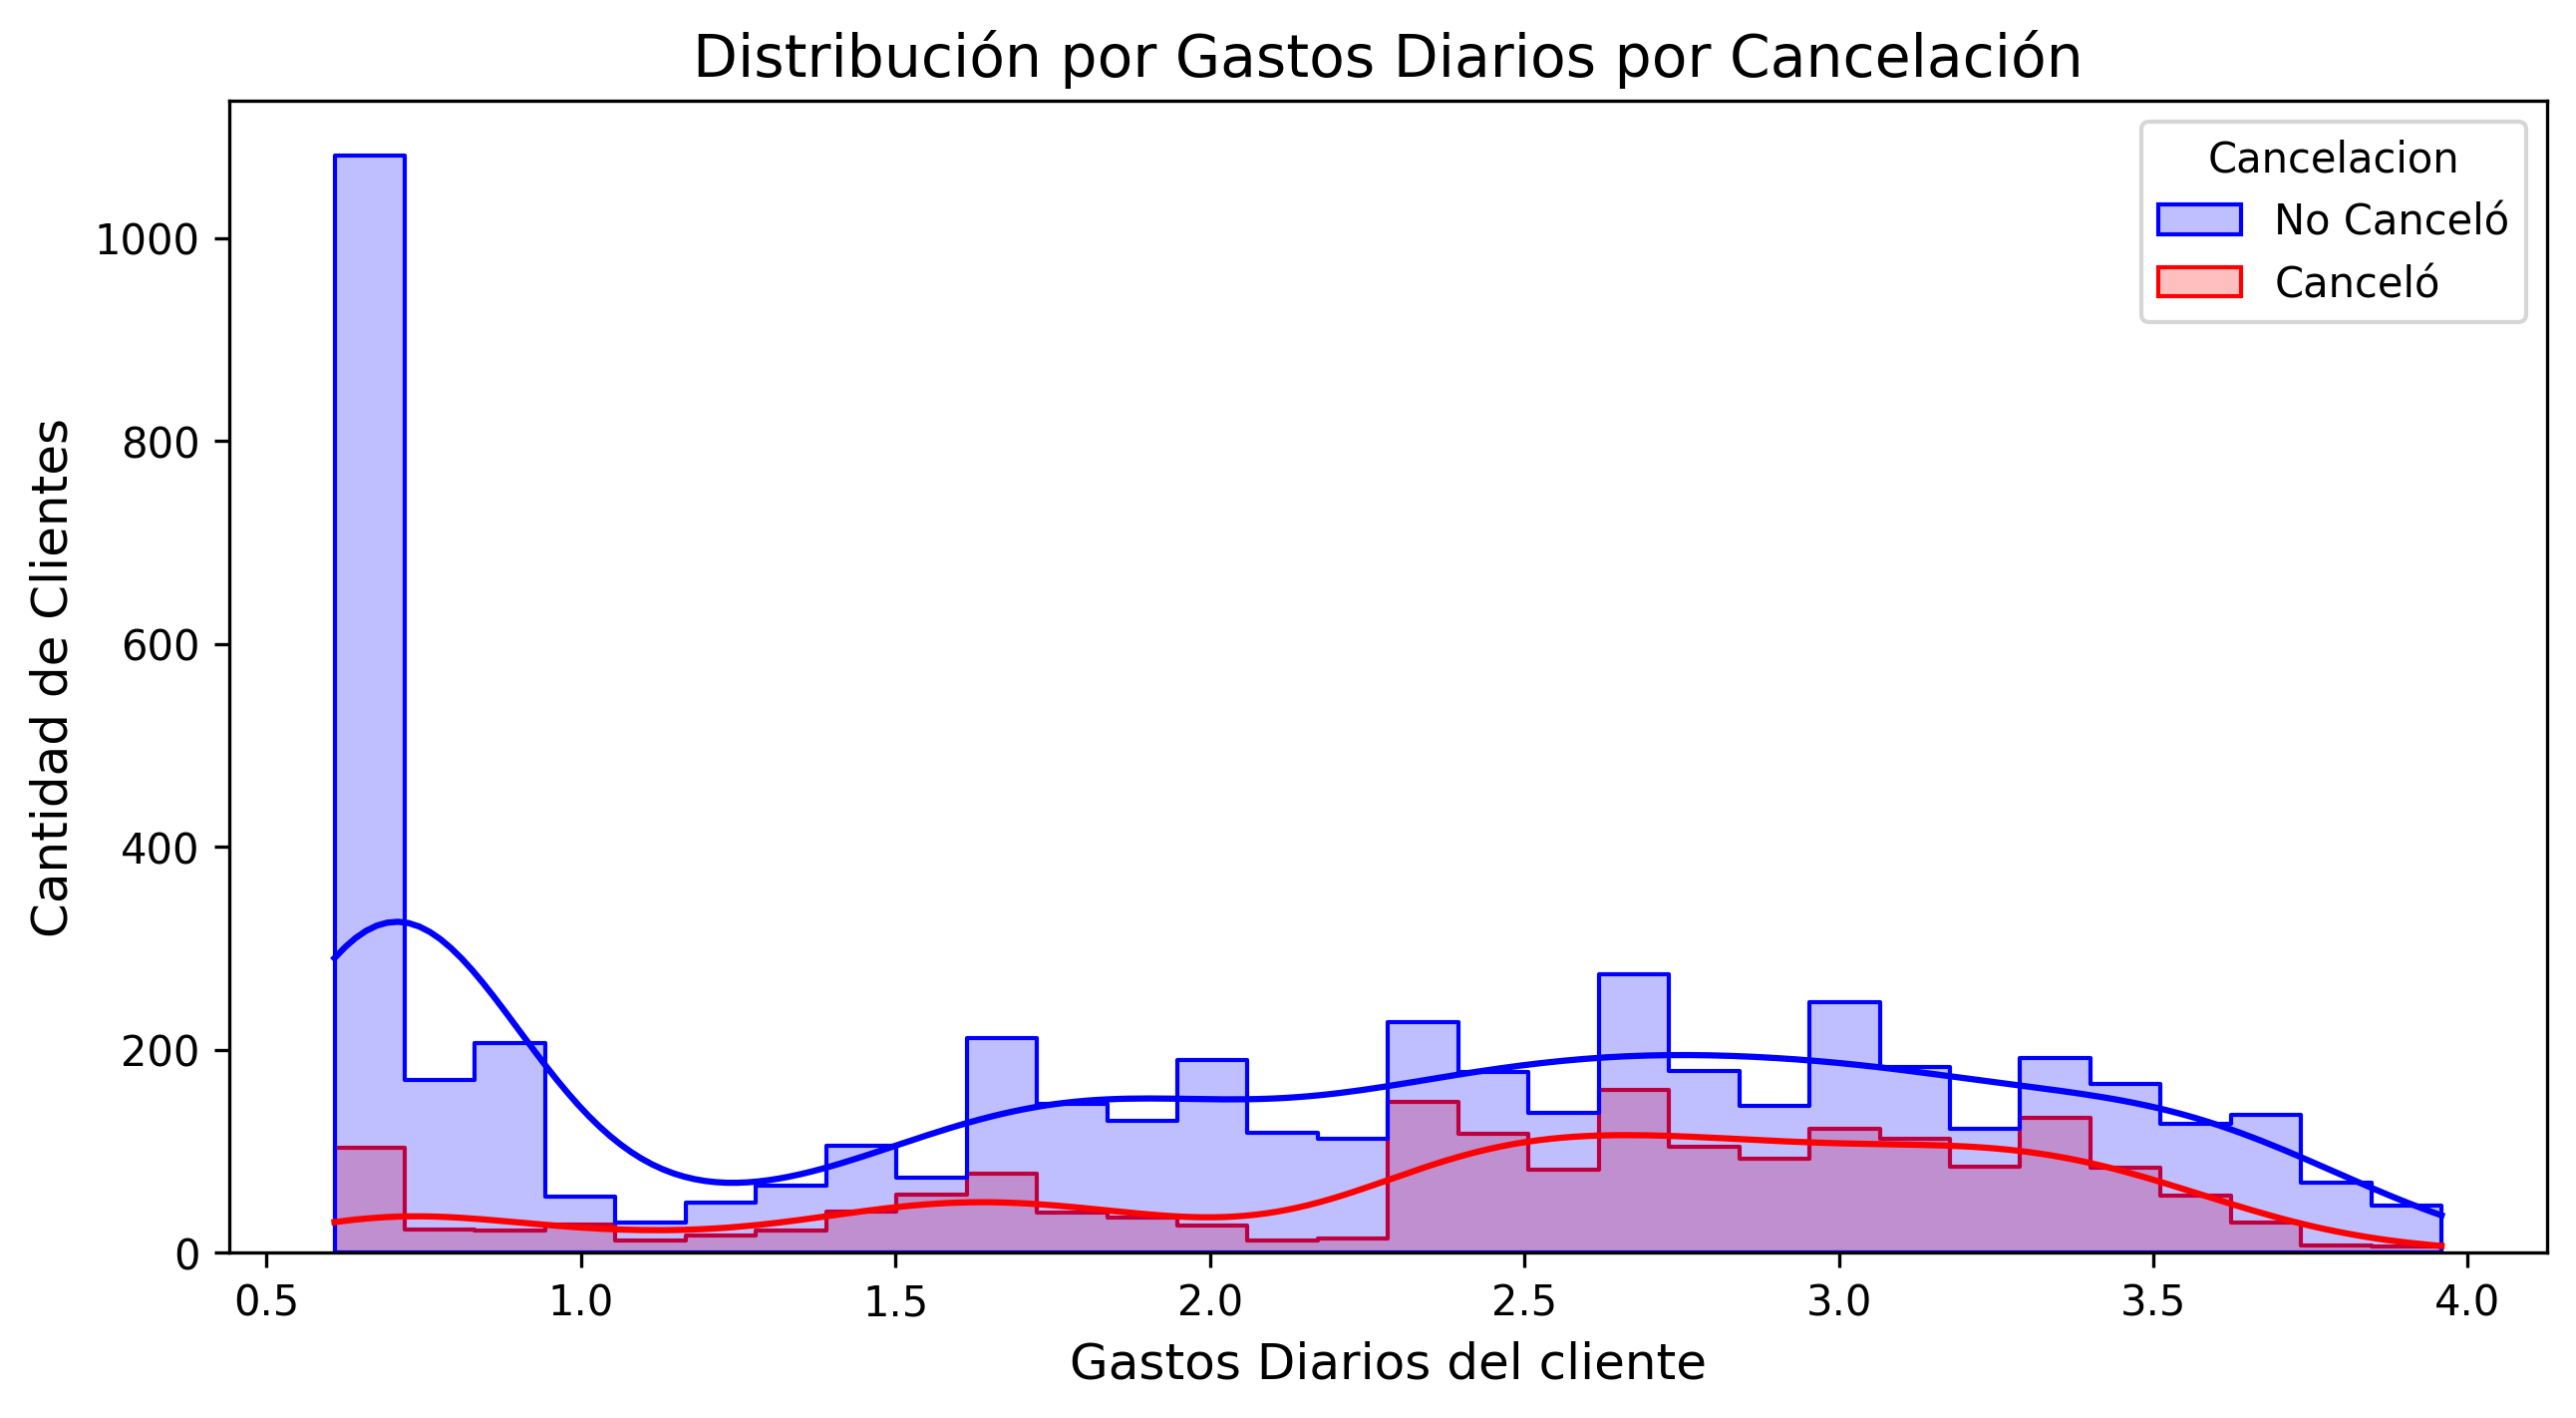 Distribución por Gastos Diarios por Cancelación
Cancelacion
No Canceló
Canceló
Cantidad de Clientes
1000
800
600
400
200
0
0.5 1.0 1.5 2.0 2.5 3.0 3.5 4.0
Gastos Diarios del cliente